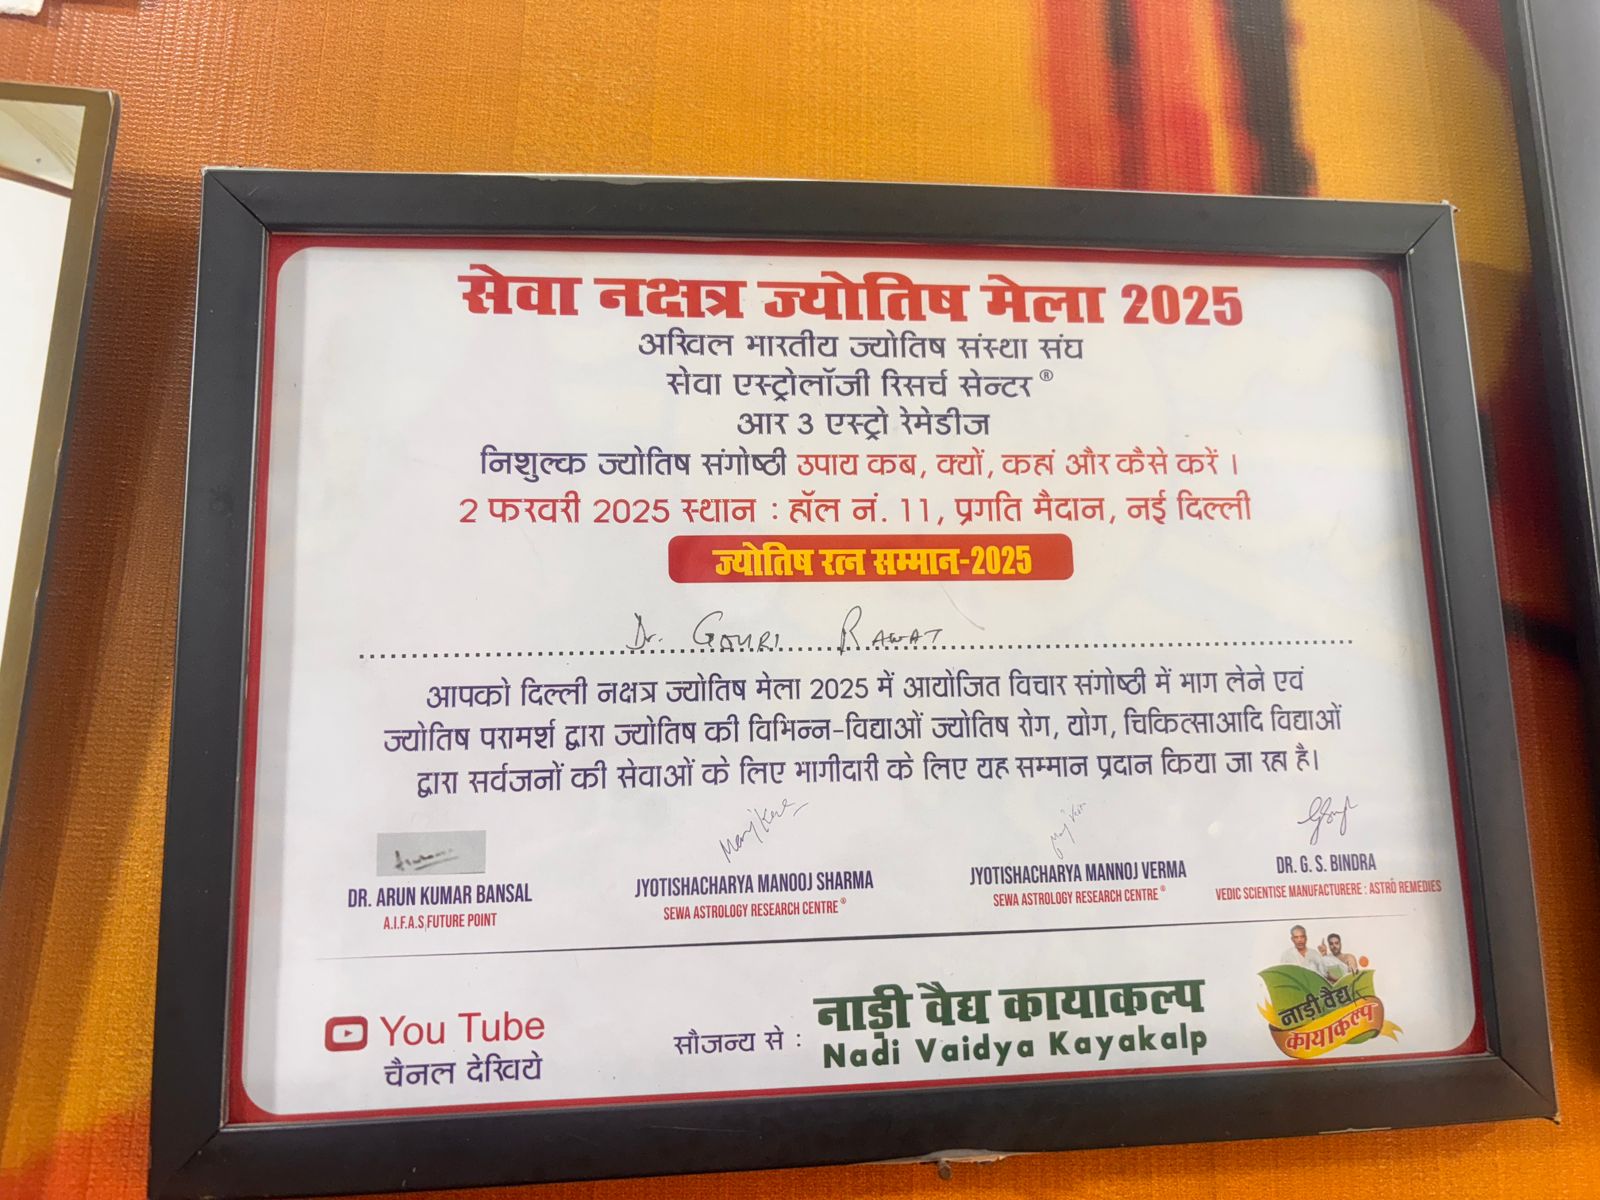 सेवा नक्षत्र ज्योतिष मेला 2025
अखिल भारतीय ज्योतिष संस्था संघ
सेवा एस्ट्रोलॉजी रिसर्च सेन्टर ®
आर 3 एस्ट्रो रेमेडीज
निशुल्क ज्योतिष संगोष्ठी उपाय कब, क्यों, कहां और कैसे करें ।
2 फरवरी 2025 स्थान : हॉल नं. 11, प्रगति मैदान, नई दिल्ली
ज्योतिष रत्न सम्मान-2025
Dr. GOURI RAWAT
आपको दिल्ली नक्षत्र ज्योतिष मेला 2025 में आयोजित विचार संगोष्ठी में भाग लेने एवं
ज्योतिष परामर्श द्वारा ज्योतिष की विभिन्न-विद्याओं ज्योतिष रोग, योग, चिकित्साआदि विद्याओं
द्वारा सर्वजनों की सेवाओं के लिए भागीदारी के लिए यह सम्मान प्रदान किया जा रहा है।
DR. ARUN KUMAR BANSAL
A.I.F.A.S,FUTURE POINT
JYOTISHACHARYA MANOOJ SHARMA
SEWA ASTROLOGY RESEARCH CENTRE ®
JYOTISHACHARYA MANNOJ VERMA
SEWA ASTROLOGY RESEARCH CENTRE ®
DR. G. S. BINDRA
VEDIC SCIENTISE MANUFACTURERE : ASTRO REMEDIES
You Tube
चैनल देखिये
सौजन्य से :
नाड़ी वैद्य कायाकल्प
Nadi Vaidya Kayakalp
नाड़ी वैद्य
कायाकल्प